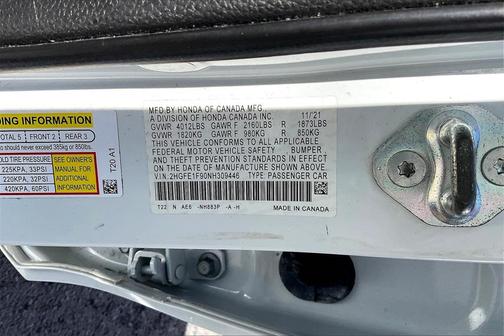 DING INFORMATION
OTAL 5 FRONT 2 REAR 3
o should never exceed 385kg or 850lbs.
OLD TIRE PRESSURE
225KPA, 33PSI
220KPA, 32PSI
420KPA, 60PSI
SEE OWNER'S
MANUAL FOR
ADDITIONAL
INFORMATION
T20 A1
MFD. BY HONDA OF CANADA MFG.
A DIVISION OF HONDA CANADA INC. 11/21
GVWR 4012LBS GAWR F 2160LBS R 1873LBS
GVWR 1820KG GAWR F 980KG R 850KG
THIS VEHICLE CONFORMS TO ALL APPLICABLE
FEDERAL MOTOR VEHICLE SAFETY, BUMPER,
AND THEFT PREVENTION STANDARDS IN EFFECT
ON THE DATE OF MANUFACTURE SHOWN ABOVE.
VIN 2HGFE1F90NH309446 TYPE PASSENGER CAR
T22 N AE6 -NH883P -A -H MADE IN CANADA